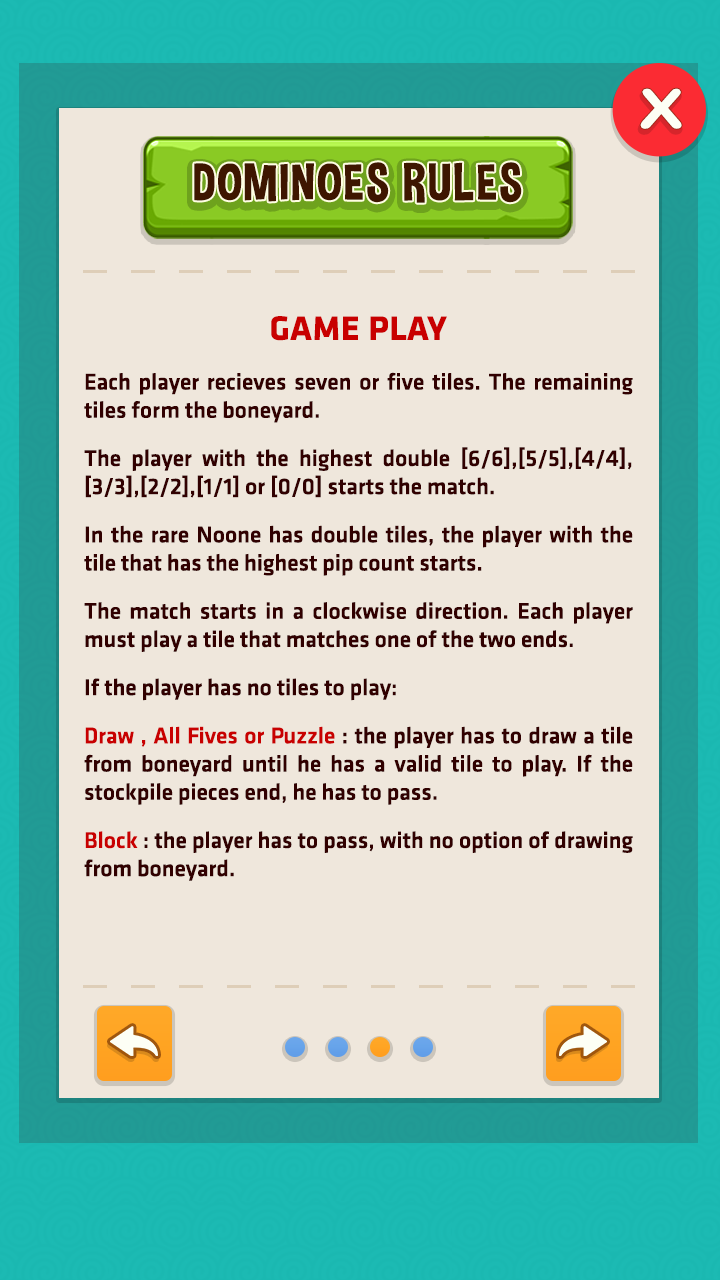 DOMINOES RULES
GAME PLAY
Each player recieves seven or five tiles. The remaining
tiles form the boneyard.
The player with the highest double [6/6],[5/5],[4/4],
[3/3],[2/2],[1/1] or [0/0] starts the match.
In the rare Noone has double tiles, the player with the
tile that has the highest pip count starts.
The match starts in a clockwise direction. Each player
must play a tile that matches one of the two ends.
If the player has no tiles to play:
Draw , All Fives or Puzzle : the player has to draw a tile
from boneyard until he has a valid tile to play. If the
stockpile pieces end, he has to pass.
Block : the player has to pass, with no option of drawing
from boneyard.